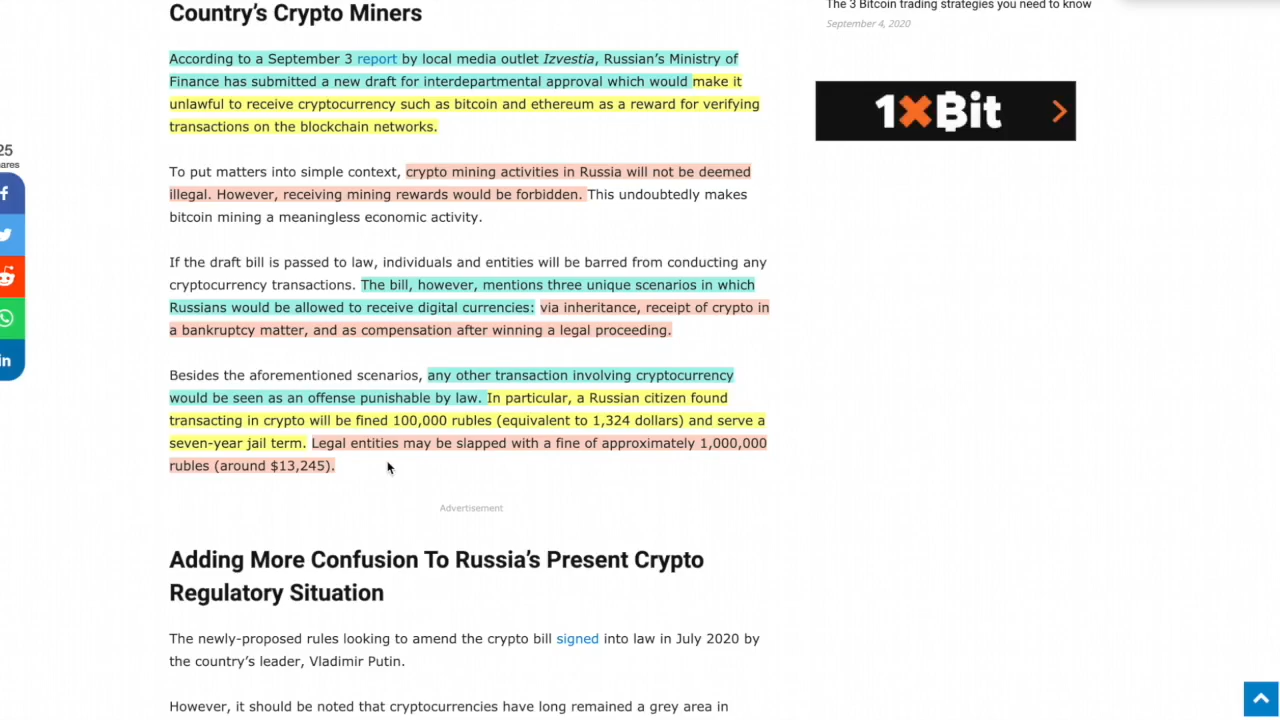 Country's Crypto Miners
According to a September 3 report by local media outlet Izvestia, Russian's Ministry of
Finance has submitted a new draft for interdepartmental approval which would make it
unlawful to receive cryptocurrency such as bitcoin and ethereum as a reward for verifying
transactions on the blockchain networks.
To put matters into simple context, crypto mining activities in Russia will not be deemed
illegal. However, receiving mining rewards would be forbidden. This undoubtedly makes
bitcoin mining a meaningless economic activity.
If the draft bill is passed to law, individuals and entities will be barred from conducting any
cryptocurrency transactions. The bill, however, mentions three unique scenarios in which
Russians would be allowed to receive digital currencies: via inheritance, receipt of crypto in
a bankruptcy matter, and as compensation after winning a legal proceeding.
Besides the aforementioned scenarios, any other transaction involving cryptocurrency
would be seen as an offense punishable by law. In particular, a Russian citizen found
transacting in crypto will be fined 100,000 rubles (equivalent to 1,324 dollars) and serve a
seven-year jail term. Legal entities may be slapped with a fine of approximately 1,000,000
rubles (around $13,245).
Advertisement
Adding More Confusion To Russia's Present Crypto
Regulatory Situation
The newly-proposed rules looking to amend the crypto bill signed into law in July 2020 by
the country's leader, Vladimir Putin.
However, it should be noted that cryptocurrencies have long remained a grey area in
The 3 Bitcoin trading strategies you need to know
September 4, 2020
1XBit
25
ares
f
in